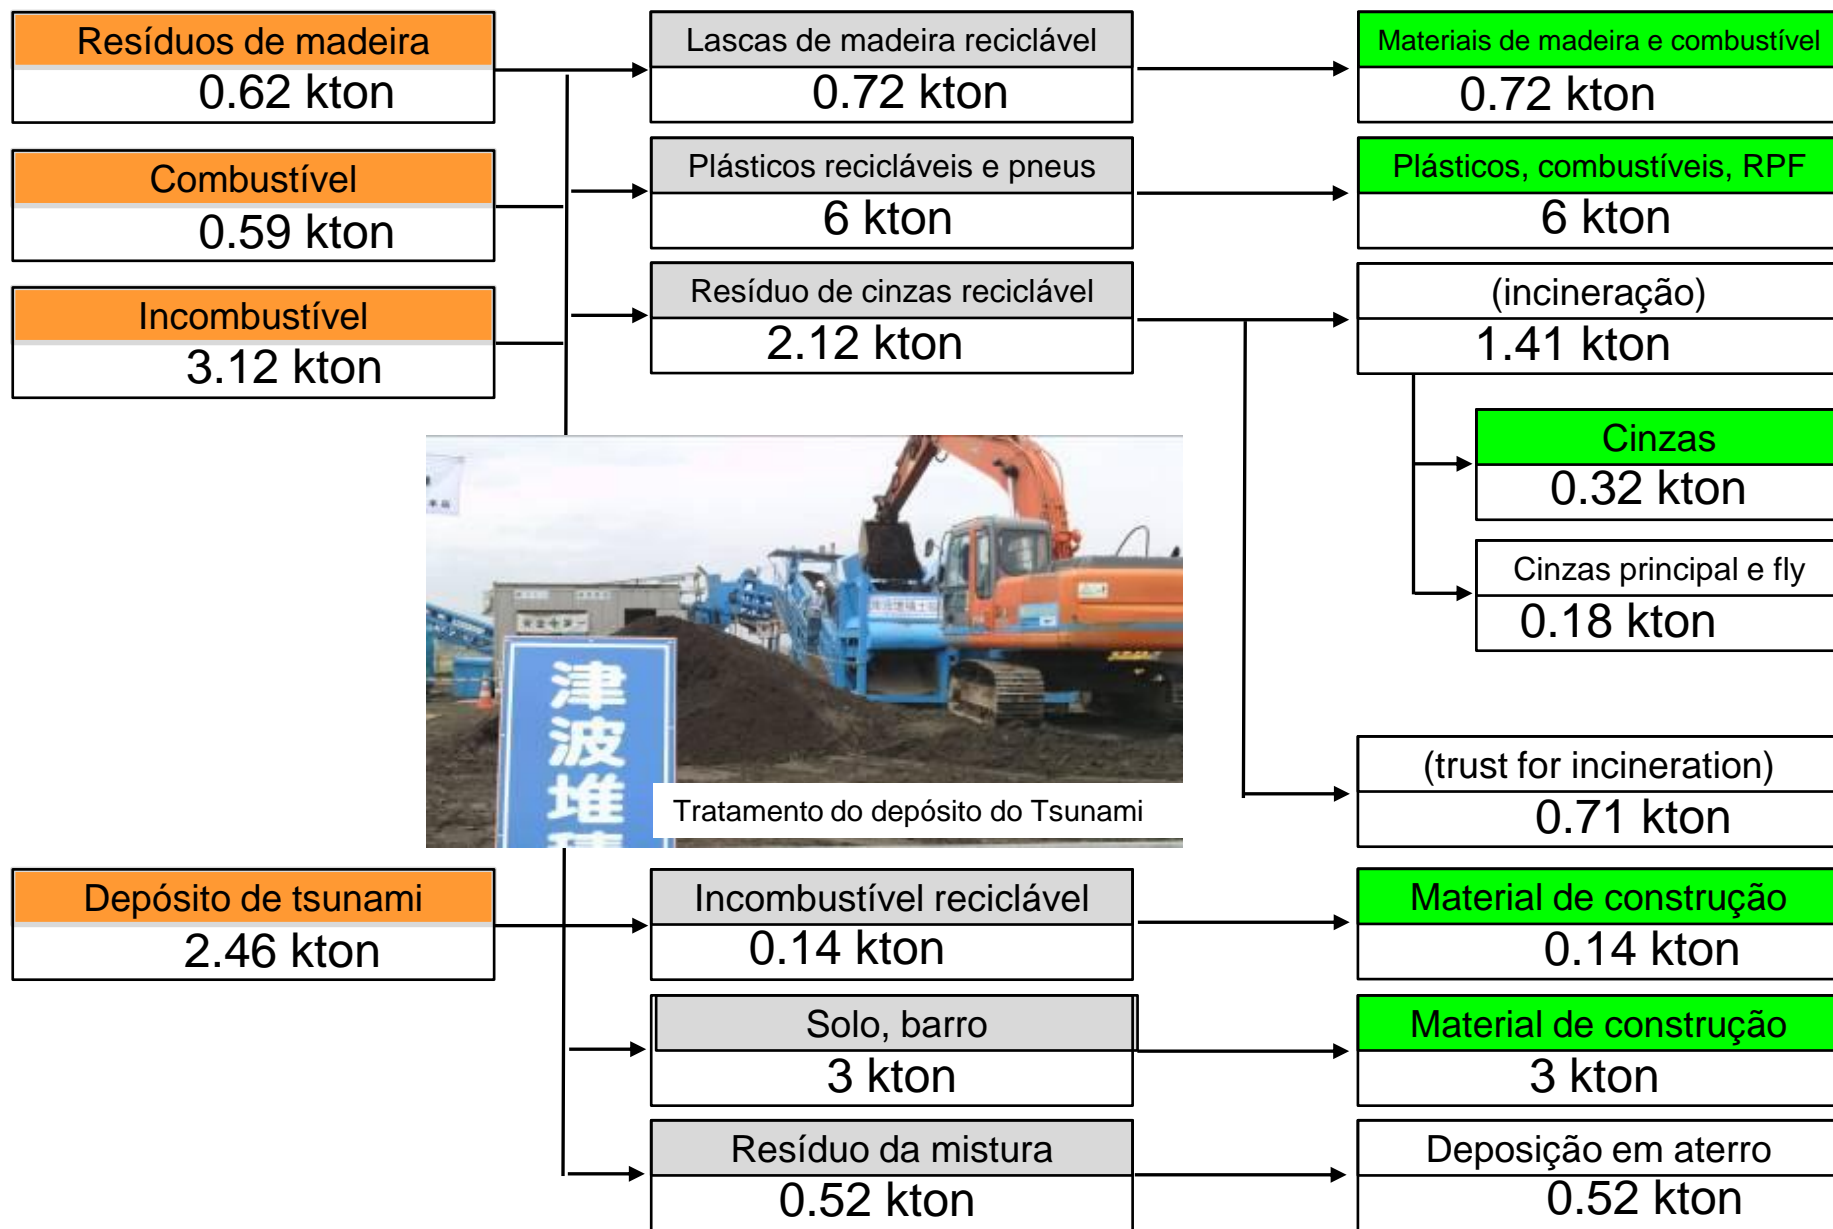 Resíduos de madeira
0.62 kton
Lascas de madeira reciclável
0.72 kton
Materiais de madeira e combustível
0.72 kton
Combustível
0.59 kton
Plásticos recicláveis e pneus
6 kton
Plásticos, combustíveis, RPF
6 kton
Incombustível
3.12 kton
Resíduo de cinzas reciclável
2.12 kton
(incineração)
1.41 kton
Cinzas
0.32 kton
Cinzas principal e fly
0.18 kton
津波堆積
Tratamento do depósito do Tsunami
(trust for incineration)
0.71 kton
Depósito de tsunami
2.46 kton
Incombustível reciclável
0.14 kton
Material de construção
0.14 kton
Solo, barro
3 kton
Material de construção
3 kton
Resíduo da mistura
0.52 kton
Deposição em aterro
0.52 kton